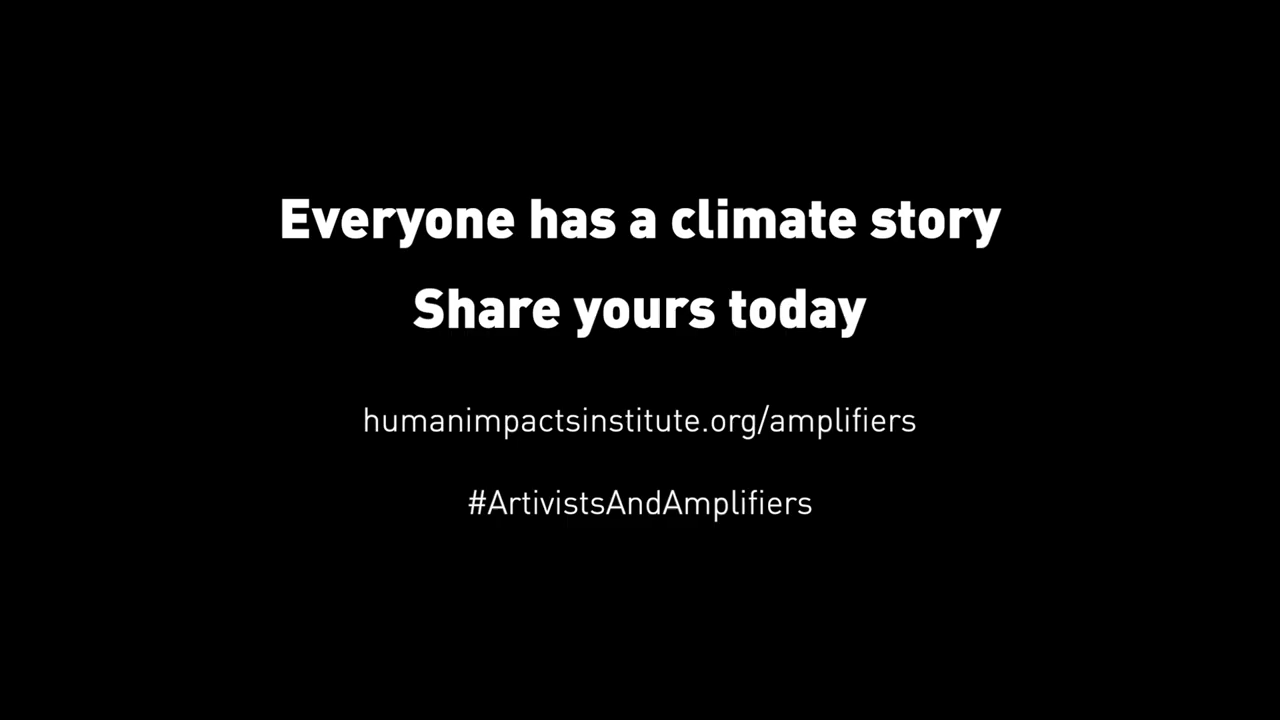 Everyone has a climate story
Share yours today
humanimpactsinstitute.org/amplifiers
#ArtivistsAndAmplifiers